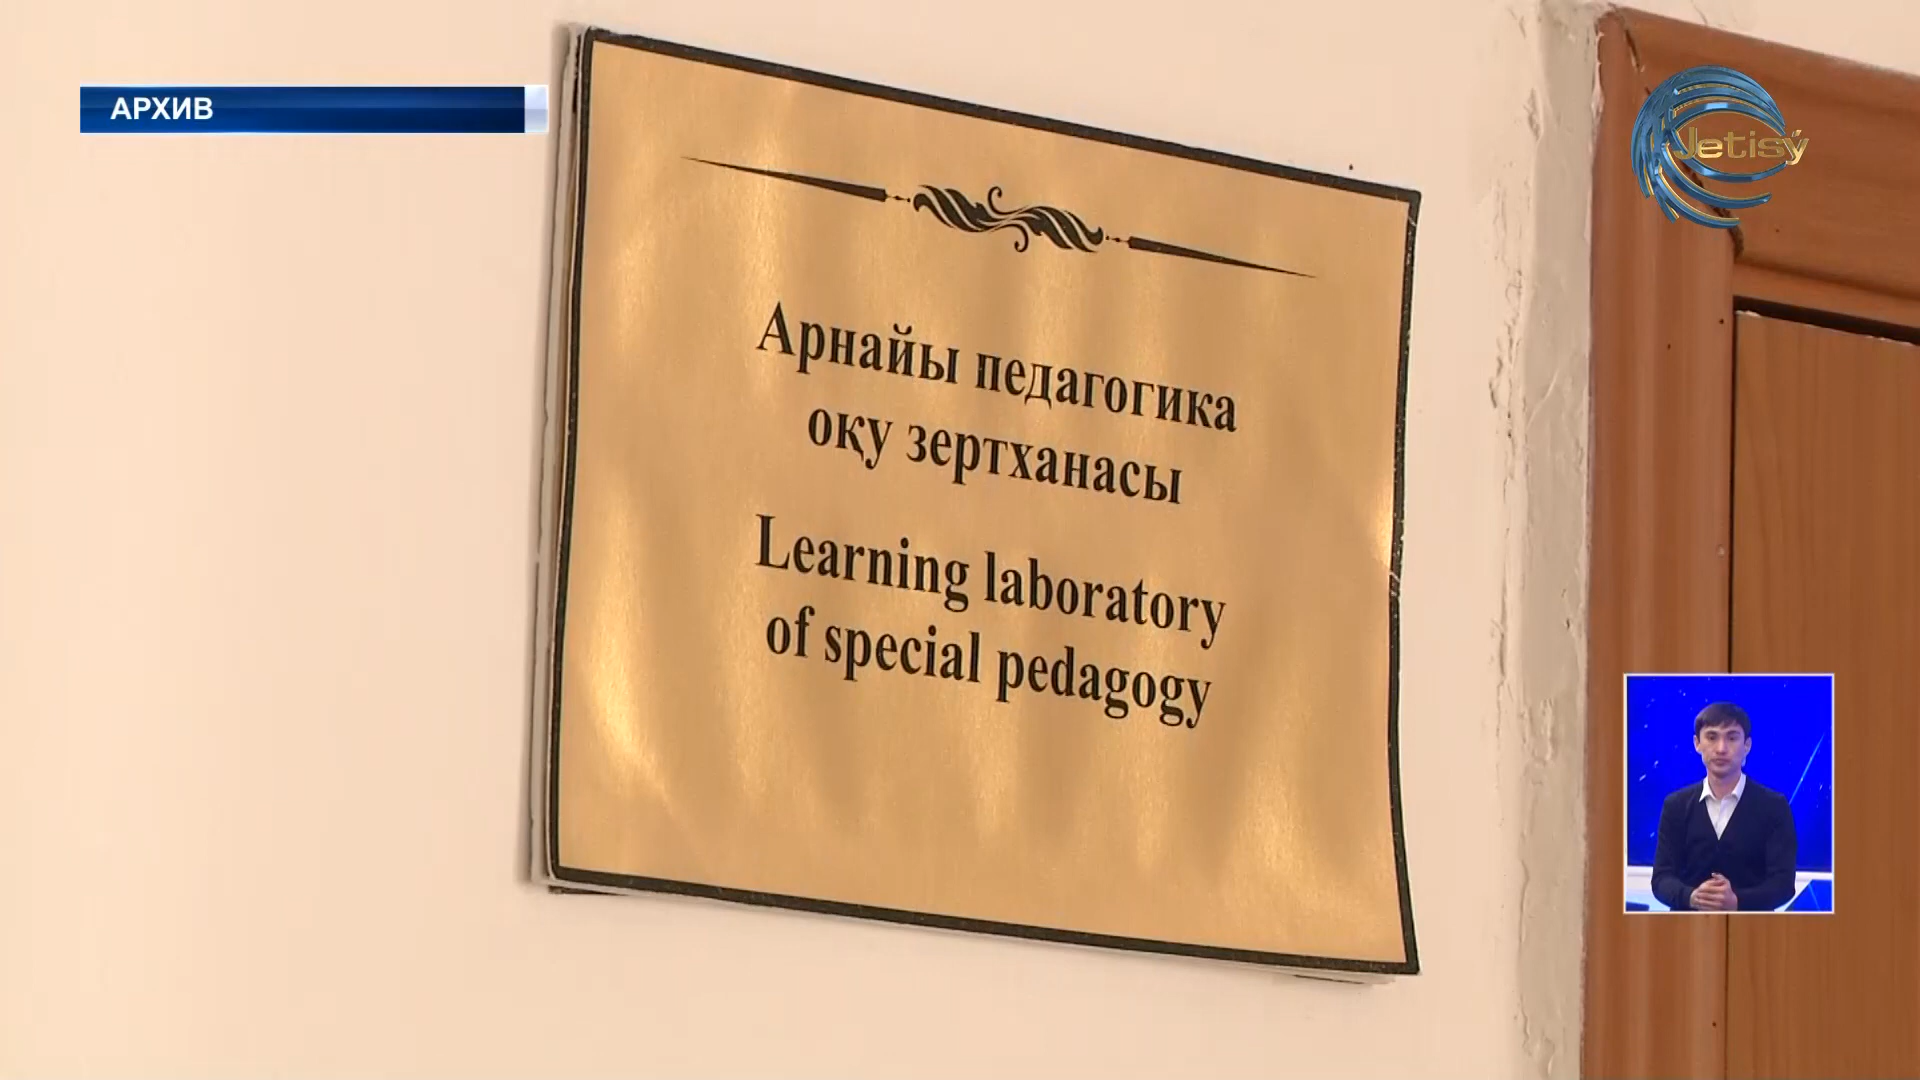 АРХИВ
Jetisý
Арнайы педагогика
оқу зертханасы
Learning laboratory
of special pedagogy